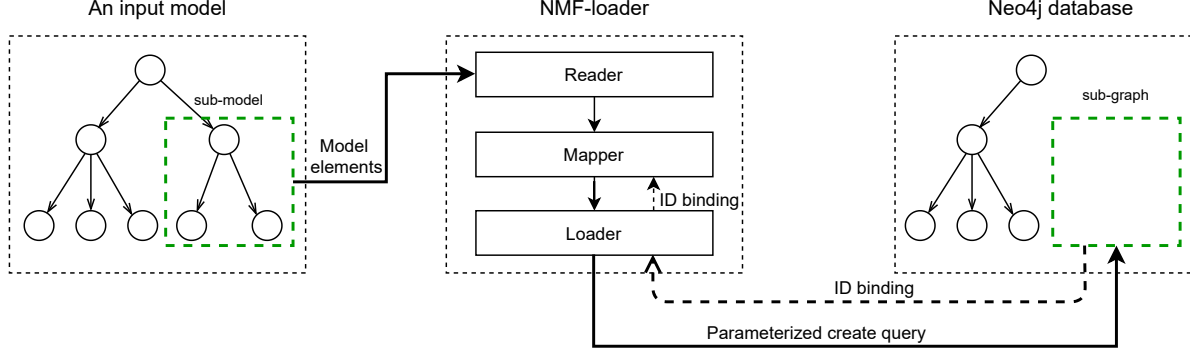 An input model
NMF-loader
Neo4j database
Reader
sub-model
sub-graph
Model
elements
Mapper
ID binding
Loader
ID binding
Parameterized create query